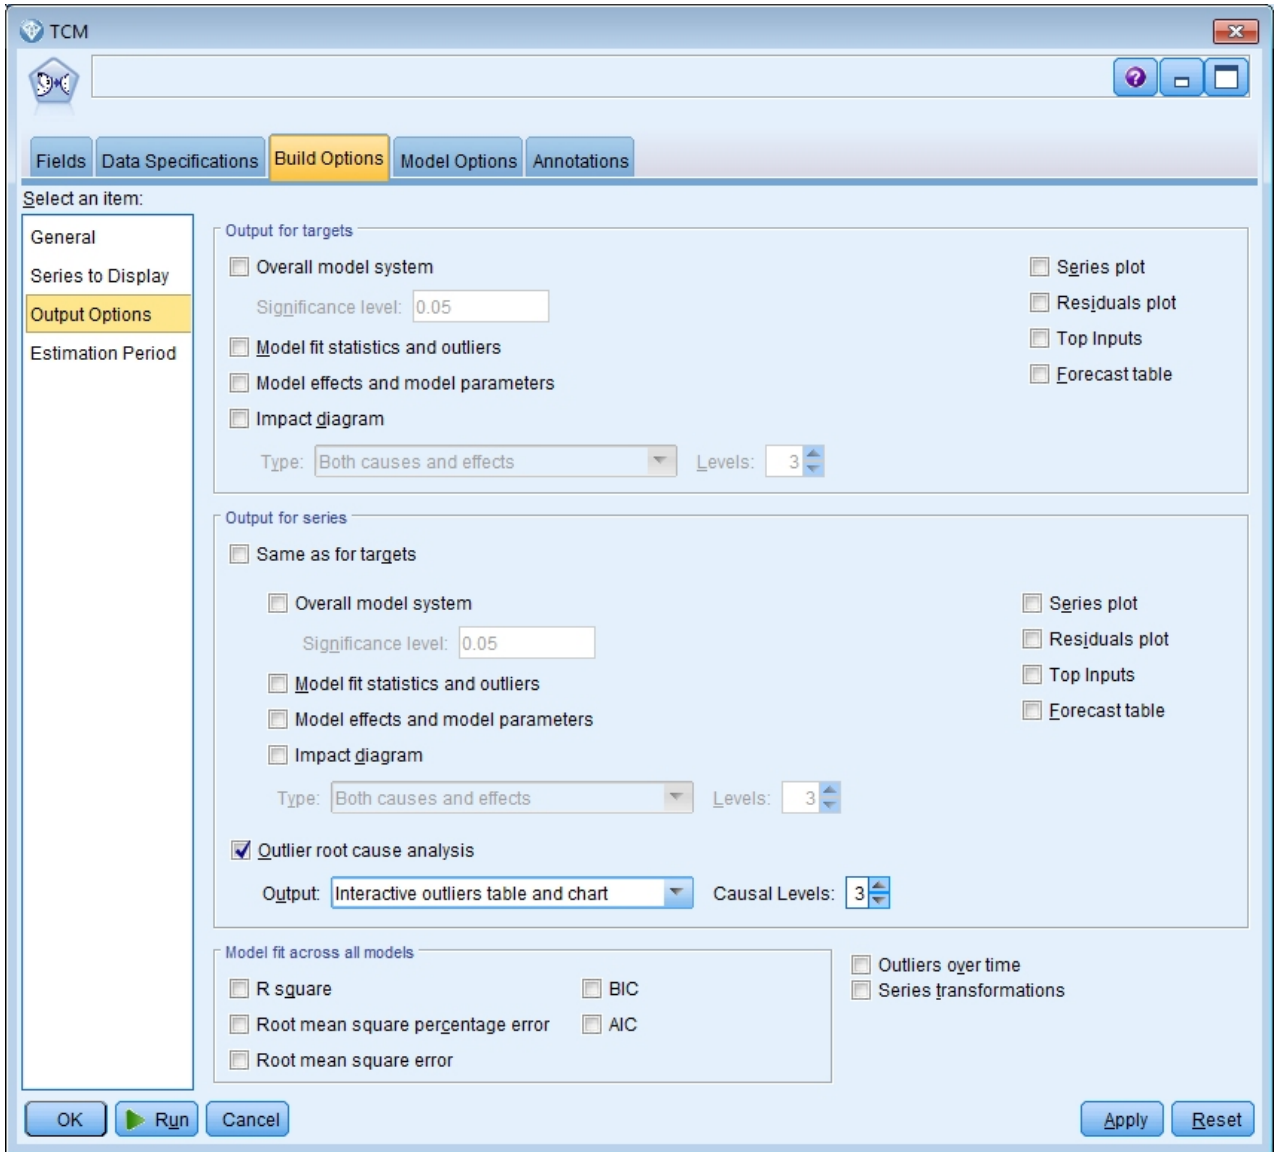 TCM
Fields Data Specifications Build Options Model Options Annotations
Select an item:
General
Series to Display
Output Options
Estimation Period
Output for targets
Overall model system
Significance level: 0.05
Model fit statistics and outliers
Model effects and model parameters
Impact diagram
Type: Both causes and effects Levels: 3
Series plot
Residuals plot
Top Inputs
Forecast table
Output for series
Same as for targets
Overall model system
Significance level: 0.05
Model fit statistics and outliers
Model effects and model parameters
Impact diagram
Type: Both causes and effects Levels: 3
Series plot
Residuals plot
Top Inputs
Forecast table
Outlier root cause analysis
Output: Interactive outliers table and chart Causal Levels: 3
Model fit across all models
R square
Root mean square percentage error
Root mean square error
BIC
AIC
Outliers over time
Series transformations
OK Run Cancel Apply Reset